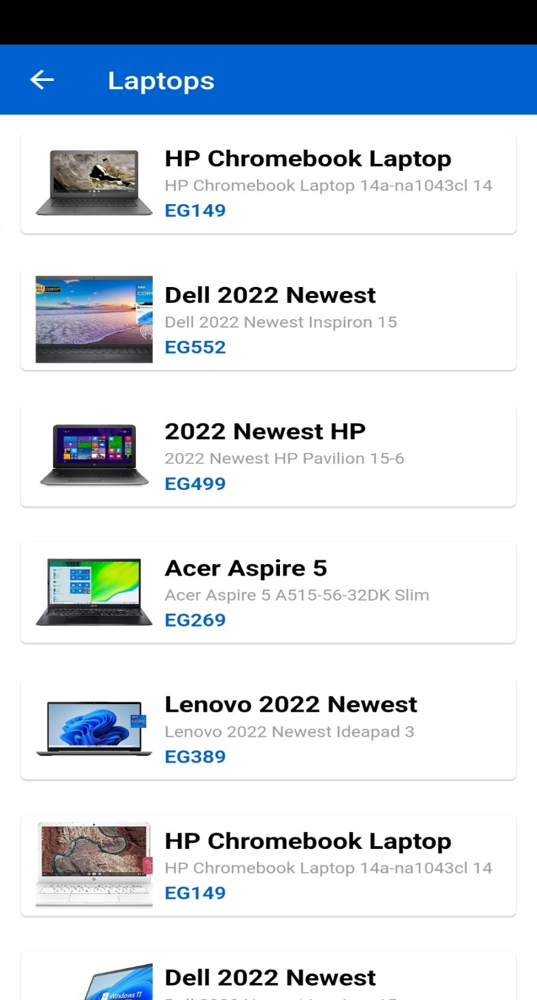 Laptops
HP Chromebook Laptop
HP Chromebook Laptop 14a-na1043cl 14
EG149
1080P
Dell 2022 Newest
Dell 2022 Newest Inspiron 15
EG552
2022 Newest HP
2022 Newest HP Pavilion 15-6
EG499
Acer Aspire 5
Acer Aspire 5 A515-56-32DK Slim
EG269
Lenovo 2022 Newest
Lenovo 2022 Newest Ideapad 3
EG389
HP Chromebook Laptop
HP Chromebook Laptop 14a-na1043cl 14
EG149
Dell 2022 Newest
Windows 11